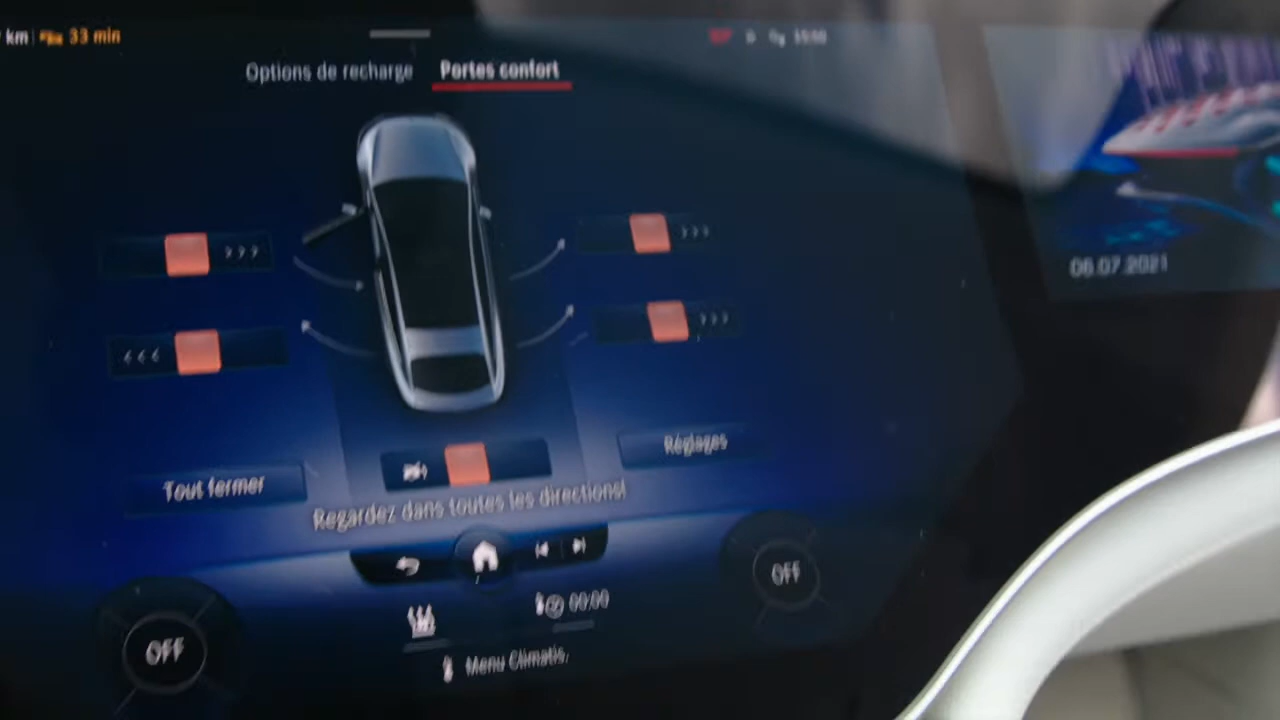 km 33 min
Options de recharge Portes confort
06.07.2021
Réglages
Tout fermer
Regardez dans toutes les directions!
OFF
OFF
00:00
Menu Climatis.